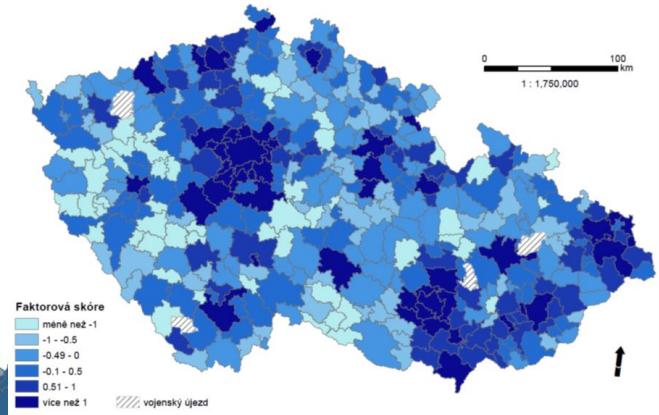 0 100
km
1 : 1,750,000
Faktorová skóre
méně než -1
-1 - -0.5
-0.49 - 0
-0.1 - 0.5
0.51 - 1
více než 1
vojenský újezd